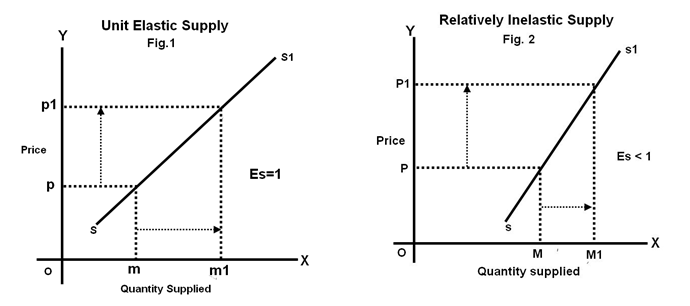 Unit Elastic Supply
Fig.1
Y
S1
p1
Price
p
Es=1
S
O
m
m1
X
Quantity Supplied
Relatively Inelastic Supply
Fig. 2
Y
s1
P1
Price
P
Es < 1
s
O
M
M1
X
Quantity supplied